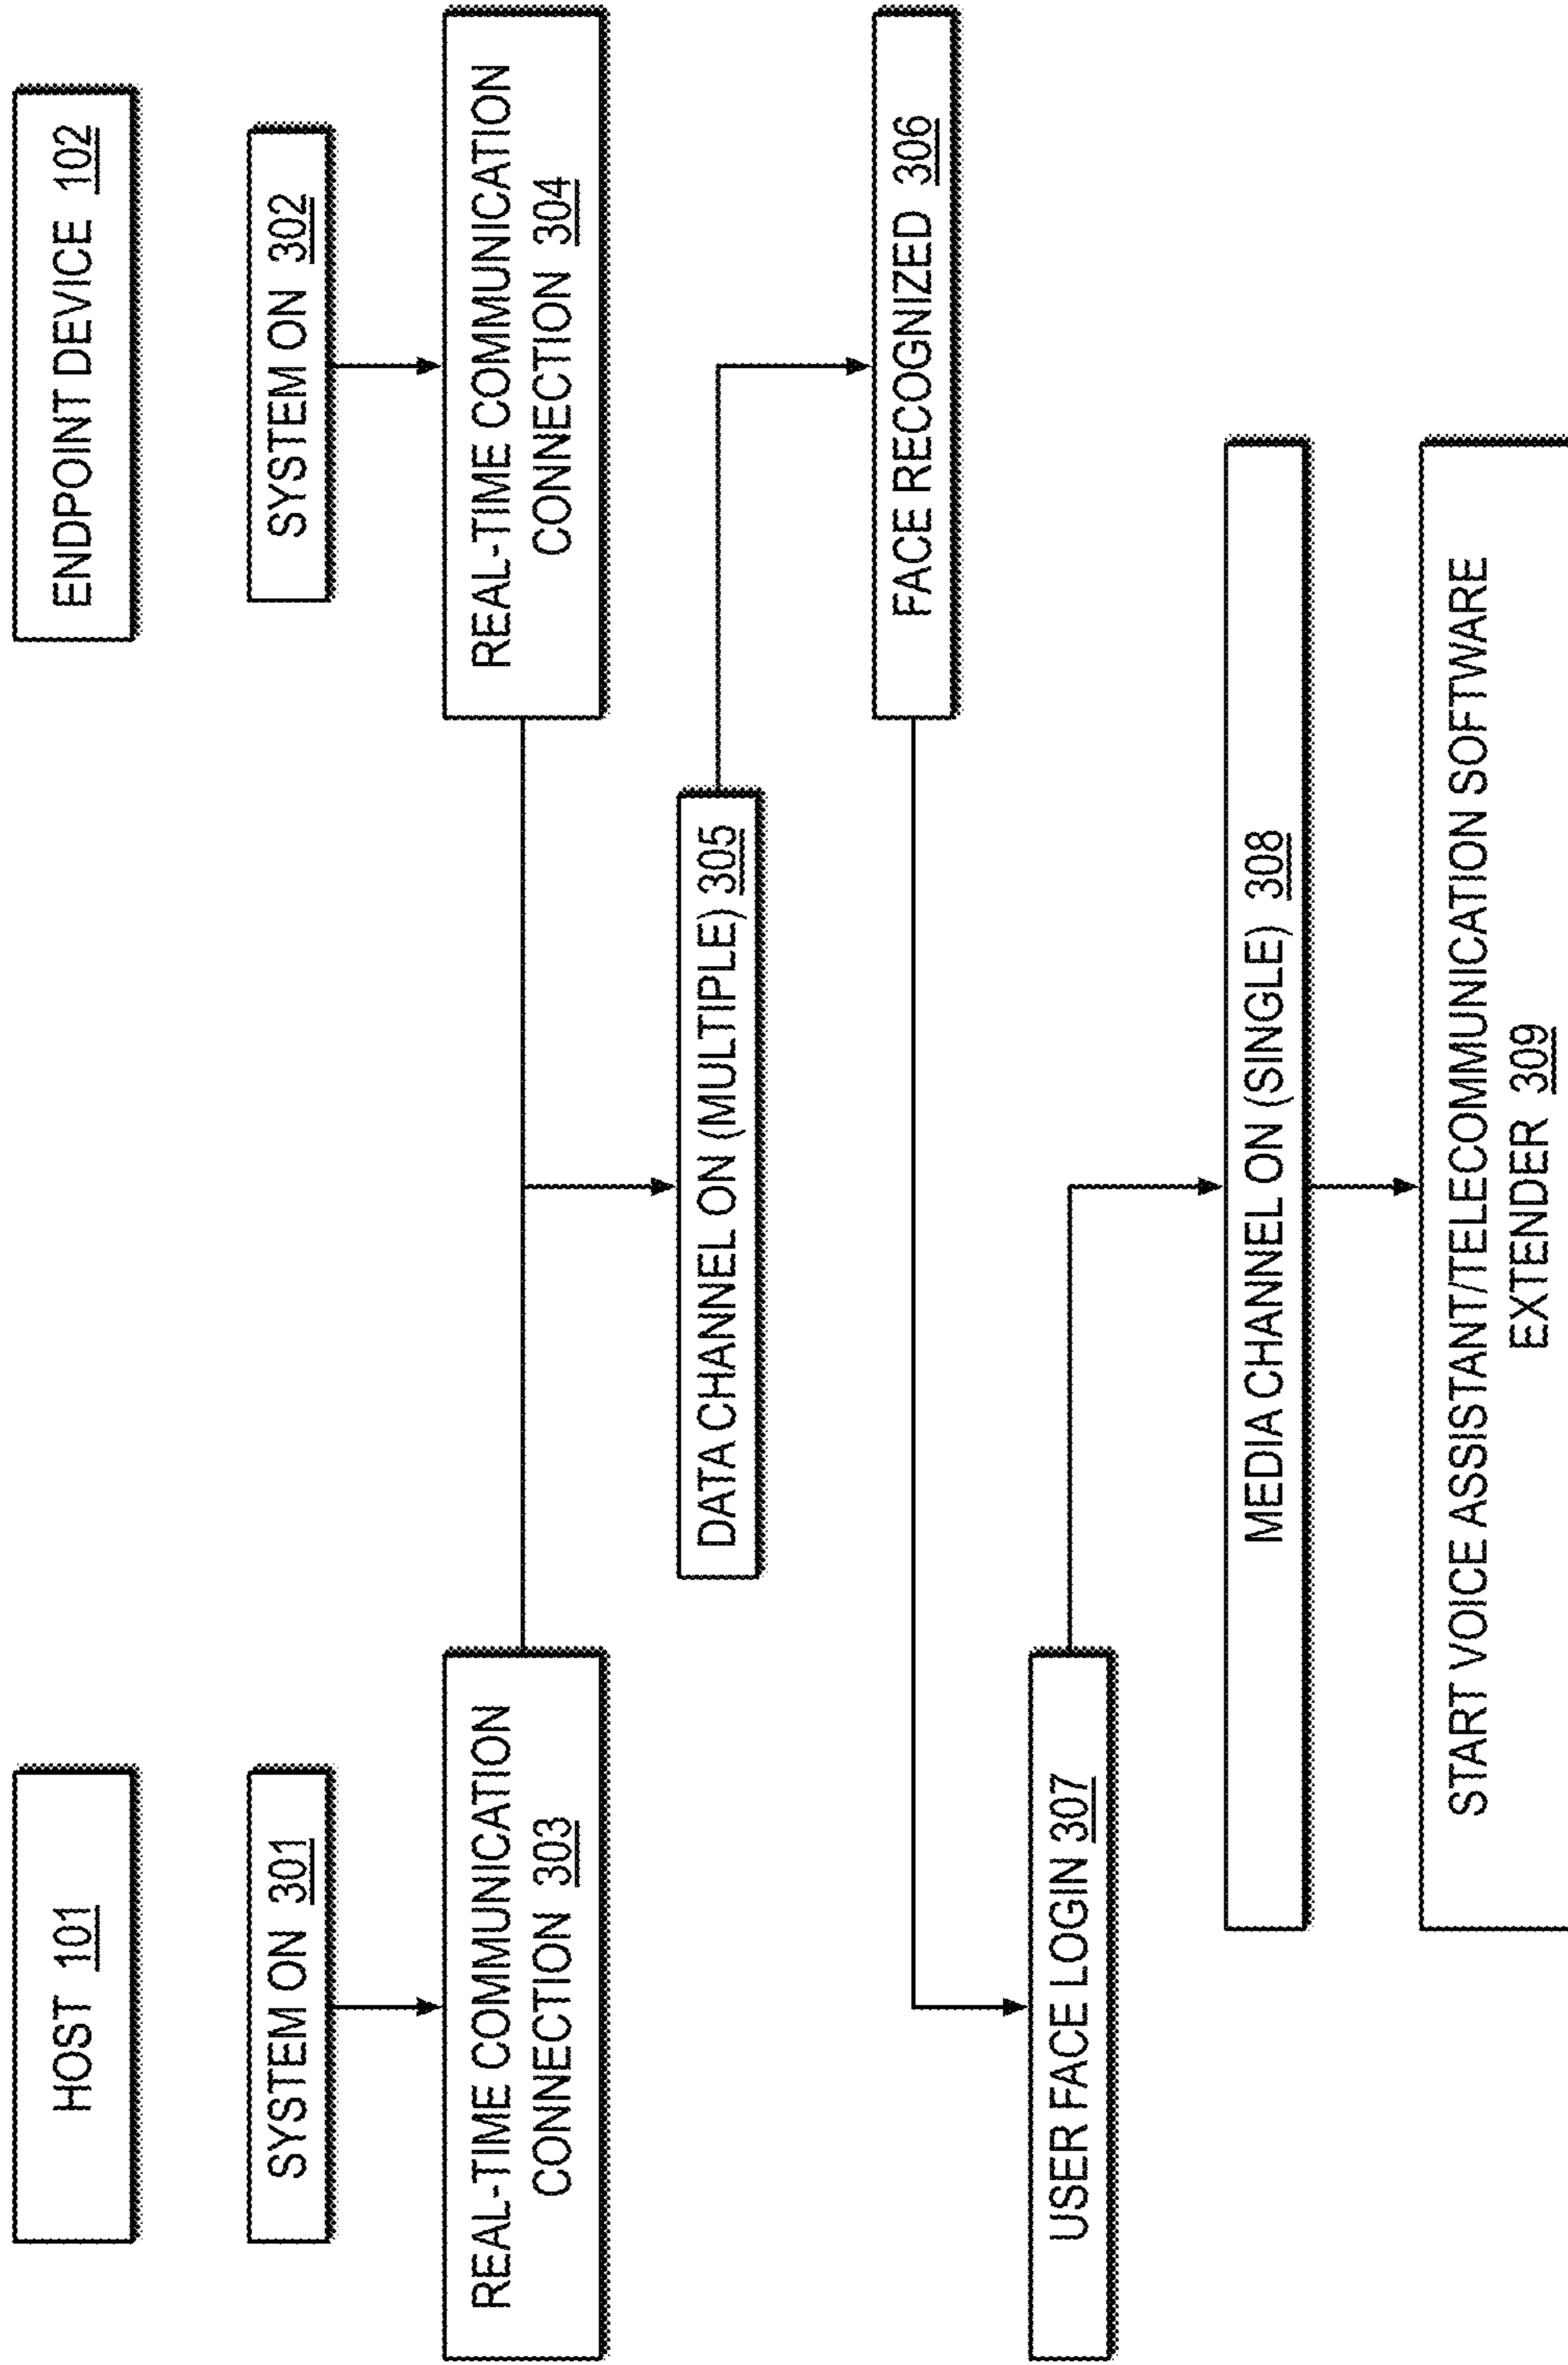 HOST 101
ENDPOINT DEVICE 102
SYSTEM ON 301
SYSTEM ON 302
REAL-TIME COMMUNICATION
CONNECTION 303
REAL-TIME COMMUNICATION
CONNECTION 304
DATA CHANNEL ON (MULTIPLE) 305
FACE RECOGNIZED 306
USER FACE LOGIN 307
MEDIA CHANNEL ON (SINGLE) 308
START VOICE ASSISTANT/TELECOMMUNICATION SOFTWARE
EXTENDER 309